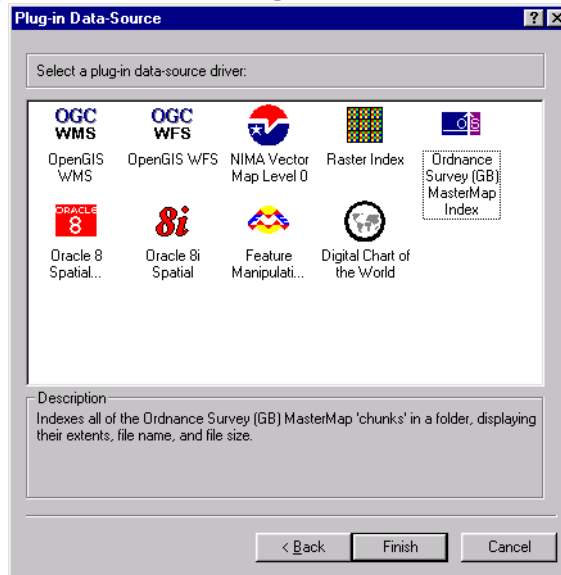 Plug-in Data-Source
Select a plug-in data-source driver:
OGC
WMS
OpenGIS
WMS
OGC
WFS
OpenGIS WFS
NIMA Vector
Map Level 0
Raster Index
OS
Ordnance
Survey (GB)
MasterMap
Index
ORACLE
8
Oracle 8
Spatial...
8i
Oracle 8i
Spatial
Feature
Manipulati...
Digital Chart of
the World
Description
Indexes all of the Ordnance Survey (GB) MasterMap 'chunks' in a folder, displaying
their extents, file name, and file size.
< Back
Finish
Cancel